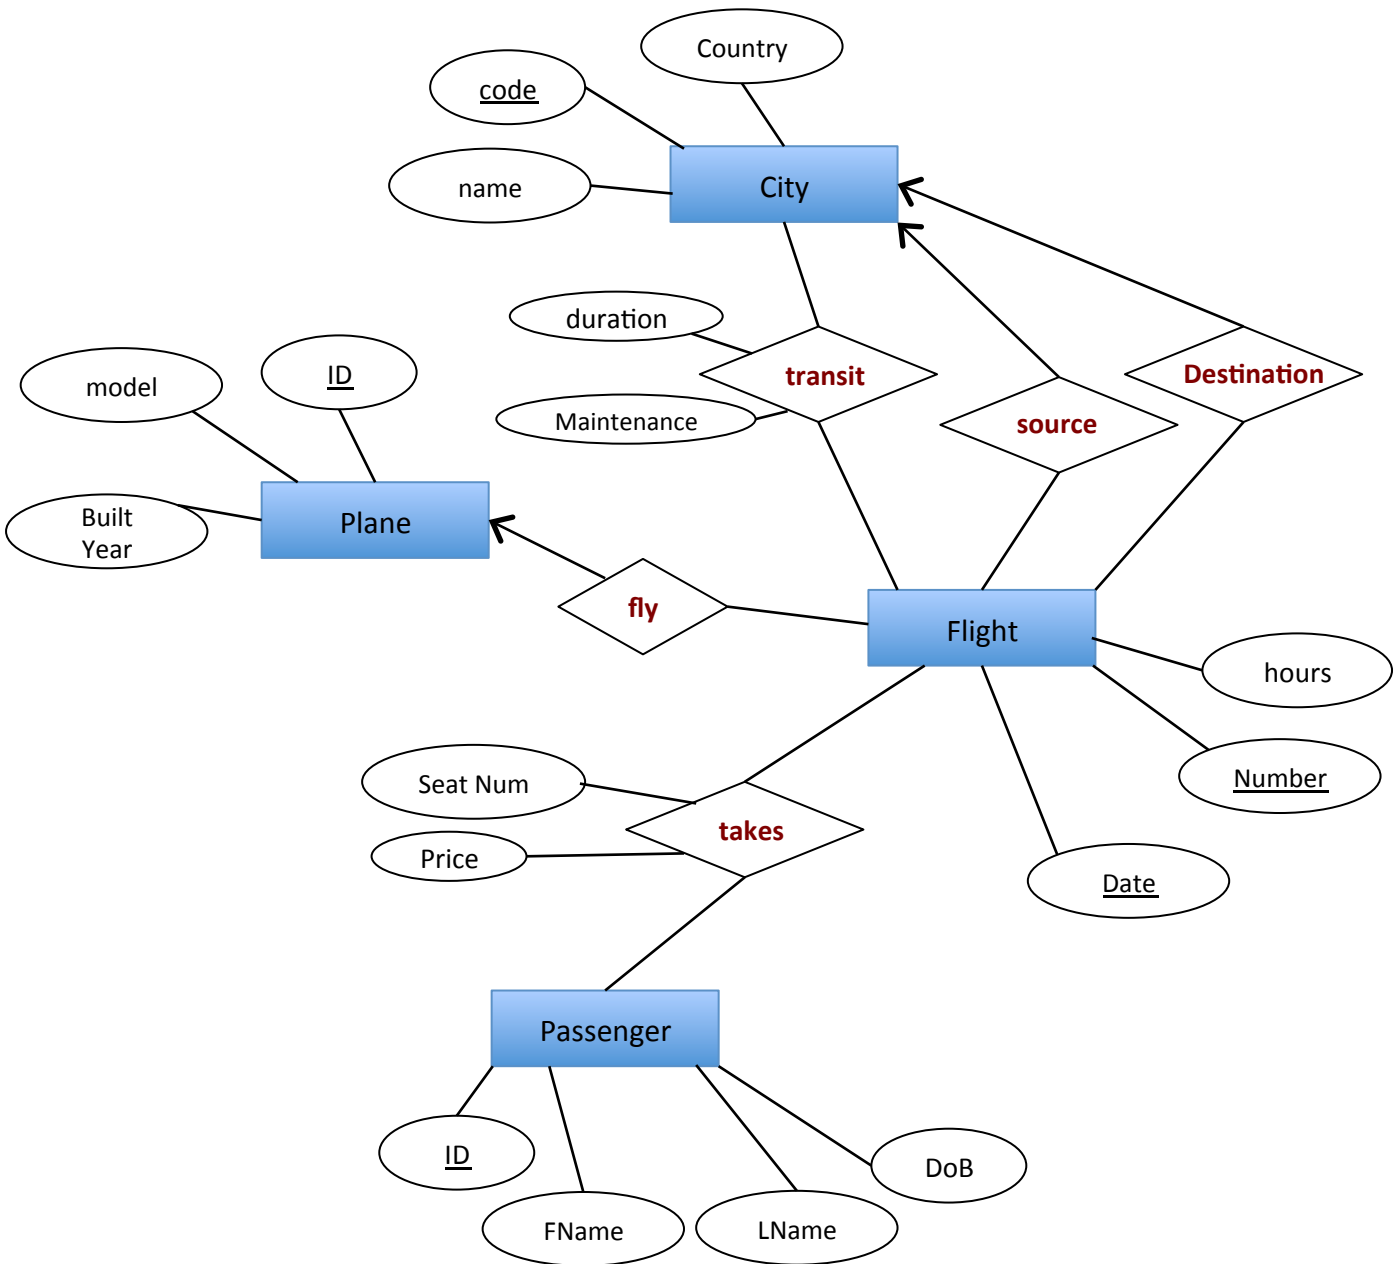 Country
code
City
name
duration
transit
Destination
ID
model
Maintenance
source
Built
Year
Plane
fly
Flight
hours
Number
Seat Num
takes
Price
Date
Passenger
ID
DoB
FName
LName